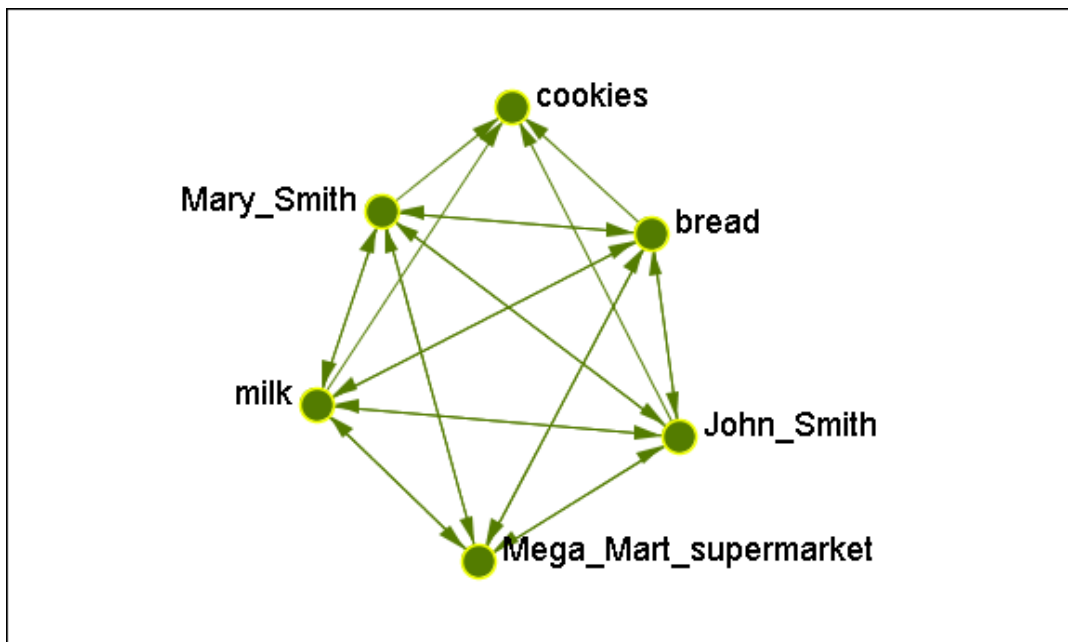 cookies
Mary_Smith
bread
milk
John_Smith
Mega_Mart_supermarket